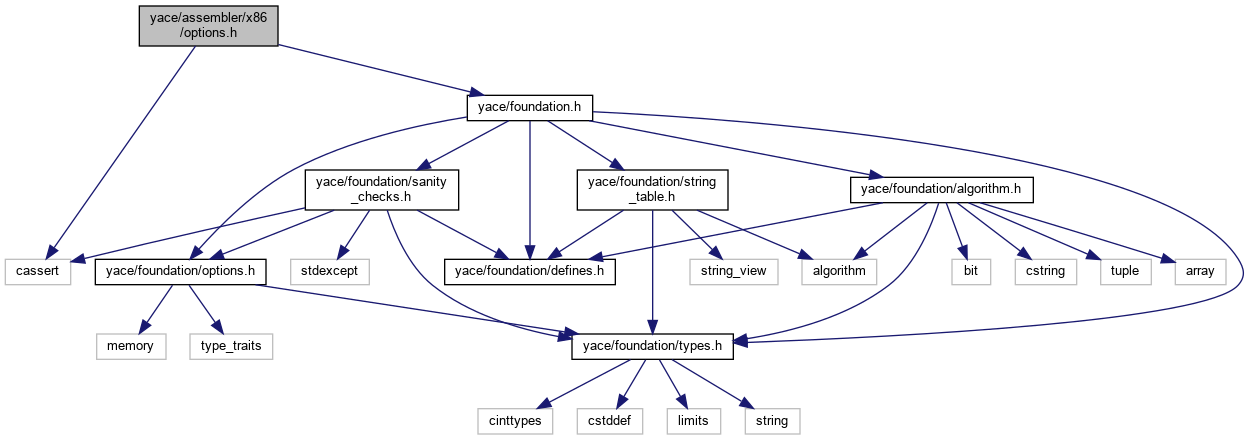 yace/assembler/x86
/options.h
yace/foundation.h
yace/foundation/sanity
_checks.h
yace/foundation/string
_table.h
yace/foundation/algorithm.h
cassert
yace/foundation/options.h
stdexcept
yace/foundation/defines.h
string_view
algorithm
bit
cstring
tuple
array
memory
type_traits
yace/foundation/types.h
cinttypes
cstddef
limits
string